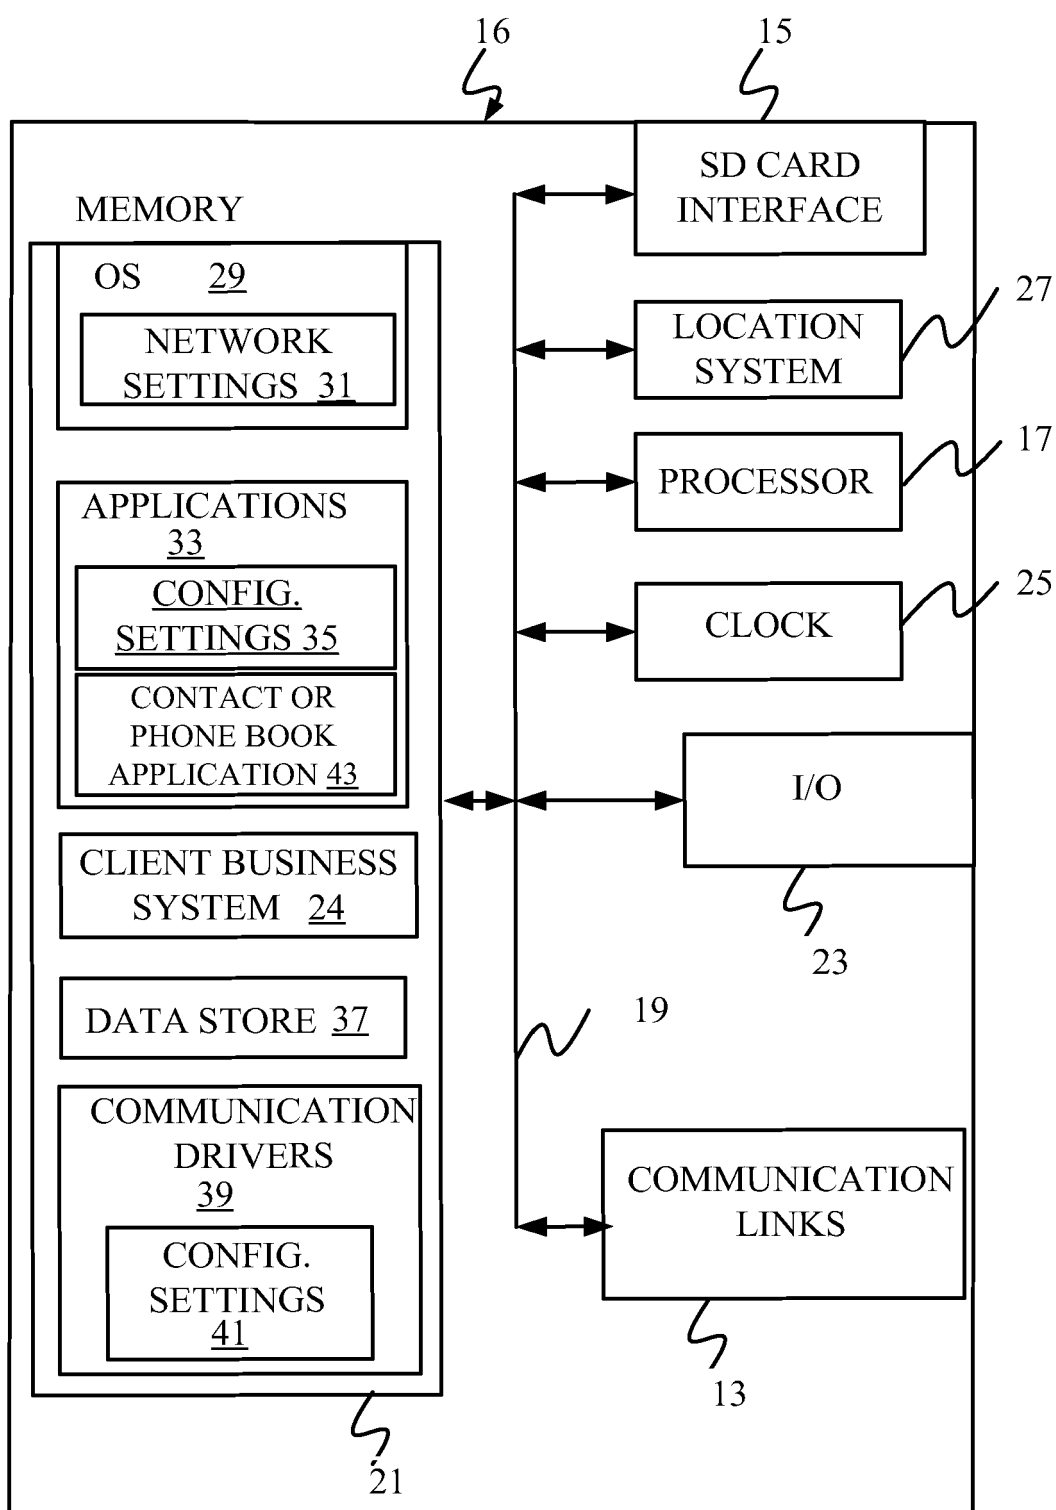 16
15
SD CARD
INTERFACE
MEMORY
OS 29
NETWORK
SETTINGS 31
27
LOCATION
SYSTEM
17
PROCESSOR
APPLICATIONS
33
CONFIG.
SETTINGS 35
25
CLOCK
CONTACT OR
PHONE BOOK
APPLICATION 43
I/O
CLIENT BUSINESS
SYSTEM 24
23
DATA STORE 37
19
COMMUNICATION
DRIVERS
39
CONFIG.
SETTINGS
41
COMMUNICATION
LINKS
13
21